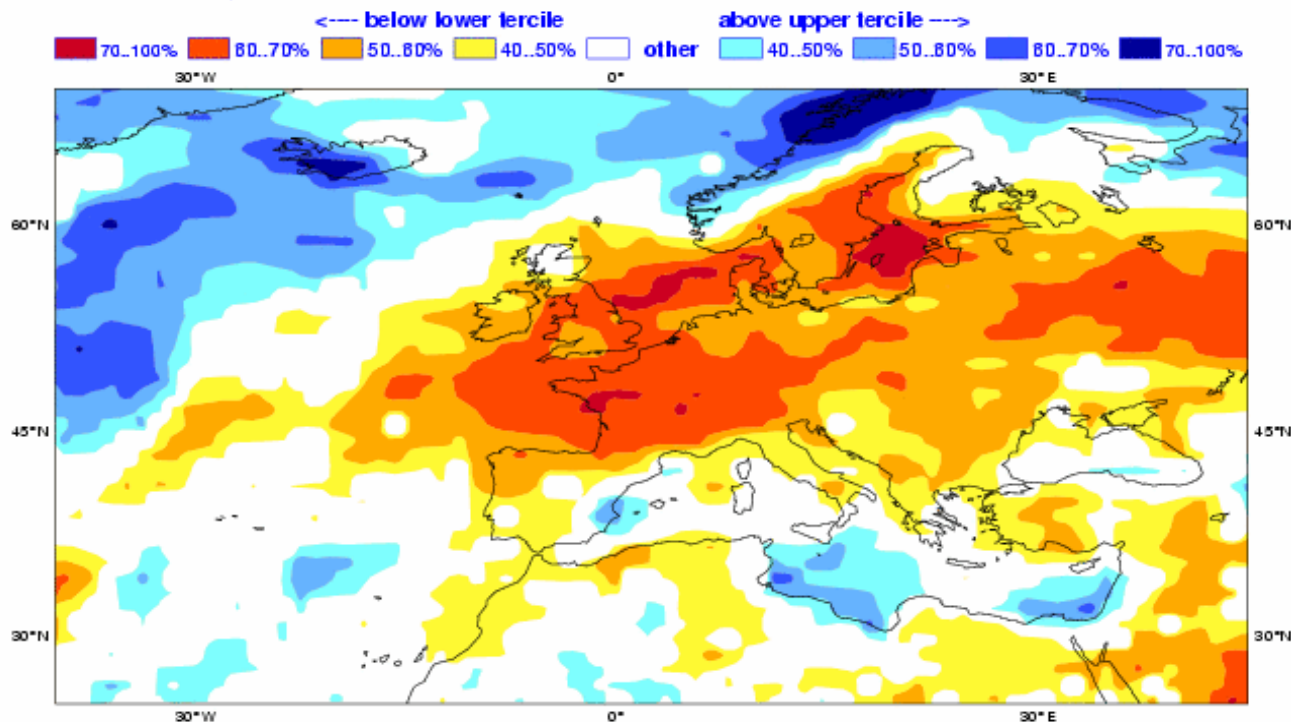 <---- below lower tercile above upper tercile ---->
70..100% 60..70% 50..60% 40..50% other 40..50% 50..60% 60..70% 70..100%
30°W 0° 30°E
60°N 60°N
45°N 45°N
30°N 30°N
30°W 0° 30°E